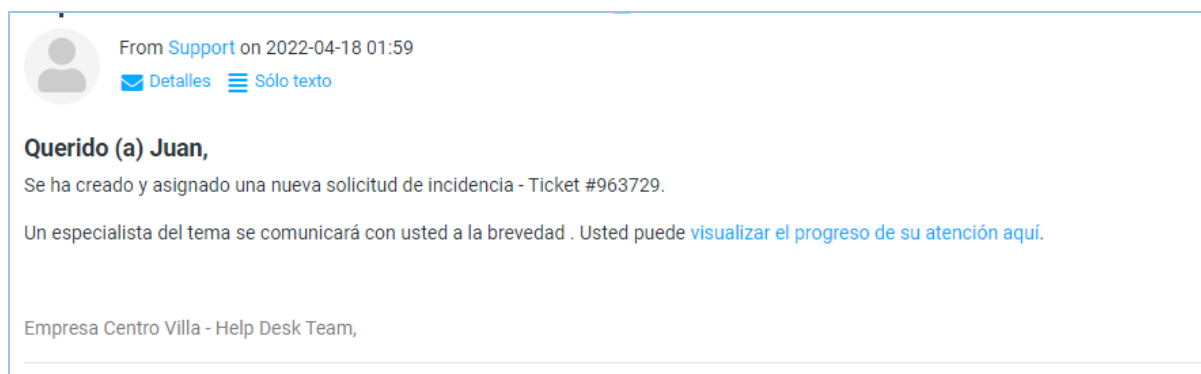 From Support on 2022-04-18 01:59
Detalles Sólo texto
Querido (a) Juan,
Se ha creado y asignado una nueva solicitud de incidencia - Ticket #963729.
Un especialista del tema se comunicará con usted a la brevedad . Usted puede visualizar el progreso de su atención aquí.
Empresa Centro Villa - Help Desk Team,